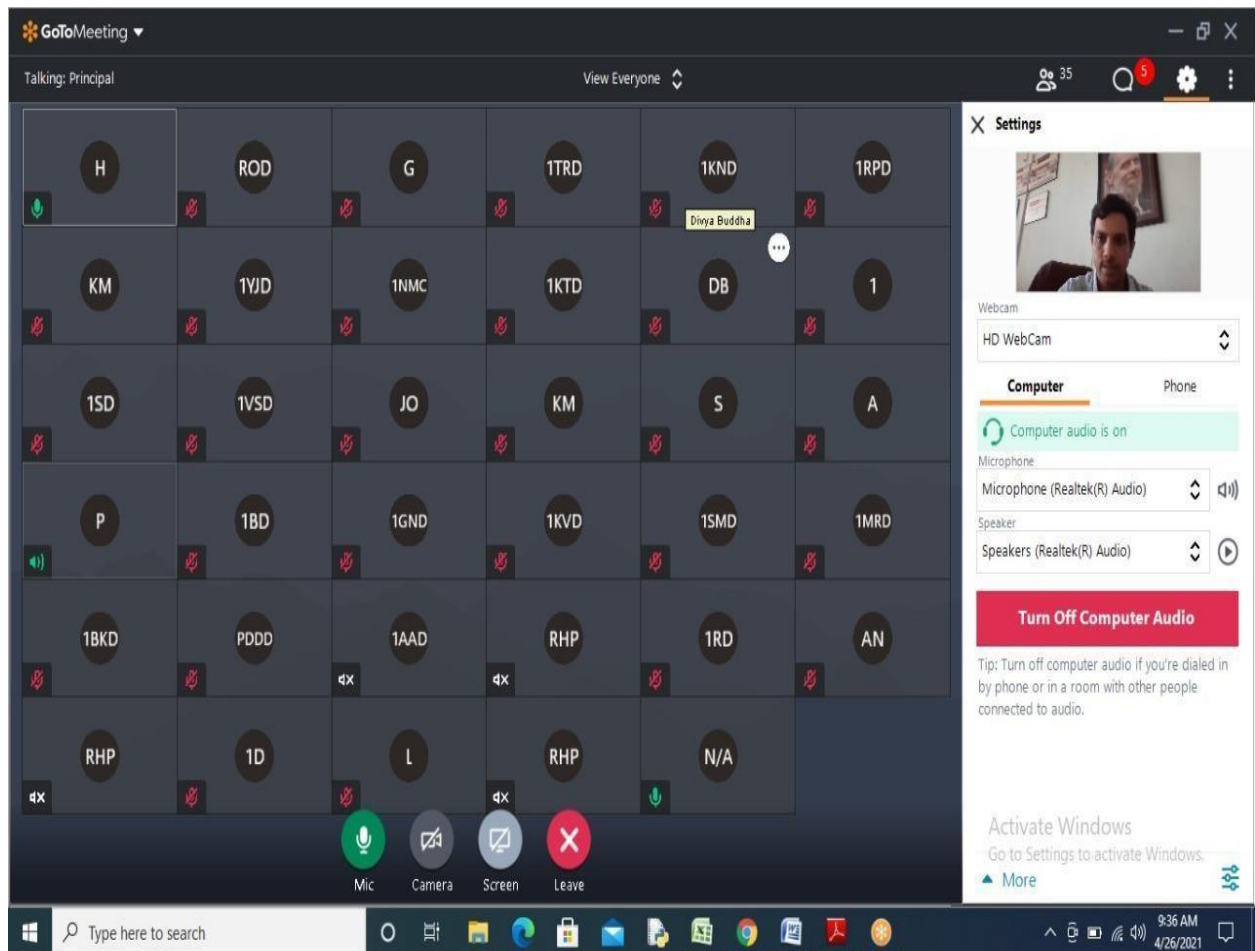 GoToMeeting
Talking: Principal
View Everyone
35
5
Settings
H
ROD
G
1TRD
1KND
1RPD
Divya Buddha
KM
1YJD
1NMC
1KTD
DB
1
Webcam
HD WebCam
1SD
1VSD
JO
KM
S
A
Computer
Phone
Computer audio is on
Microphone
Microphone (Realtek(R) Audio)
P
1BD
1GND
1KVD
1SMD
1MRD
Speaker
Speakers (Realtek(R) Audio)
1BKD
PDDD
1AAD
RHP
1RD
AN
Turn Off Computer Audio
Tip: Turn off computer audio if you're dialed in
by phone or in a room with other people
connected to audio.
RHP
1D
L
RHP
N/A
Mic
Camera
Screen
Leave
Activate Windows
Go to Settings to activate Windows.
More
Type here to search
9:36 AM
4/26/2021